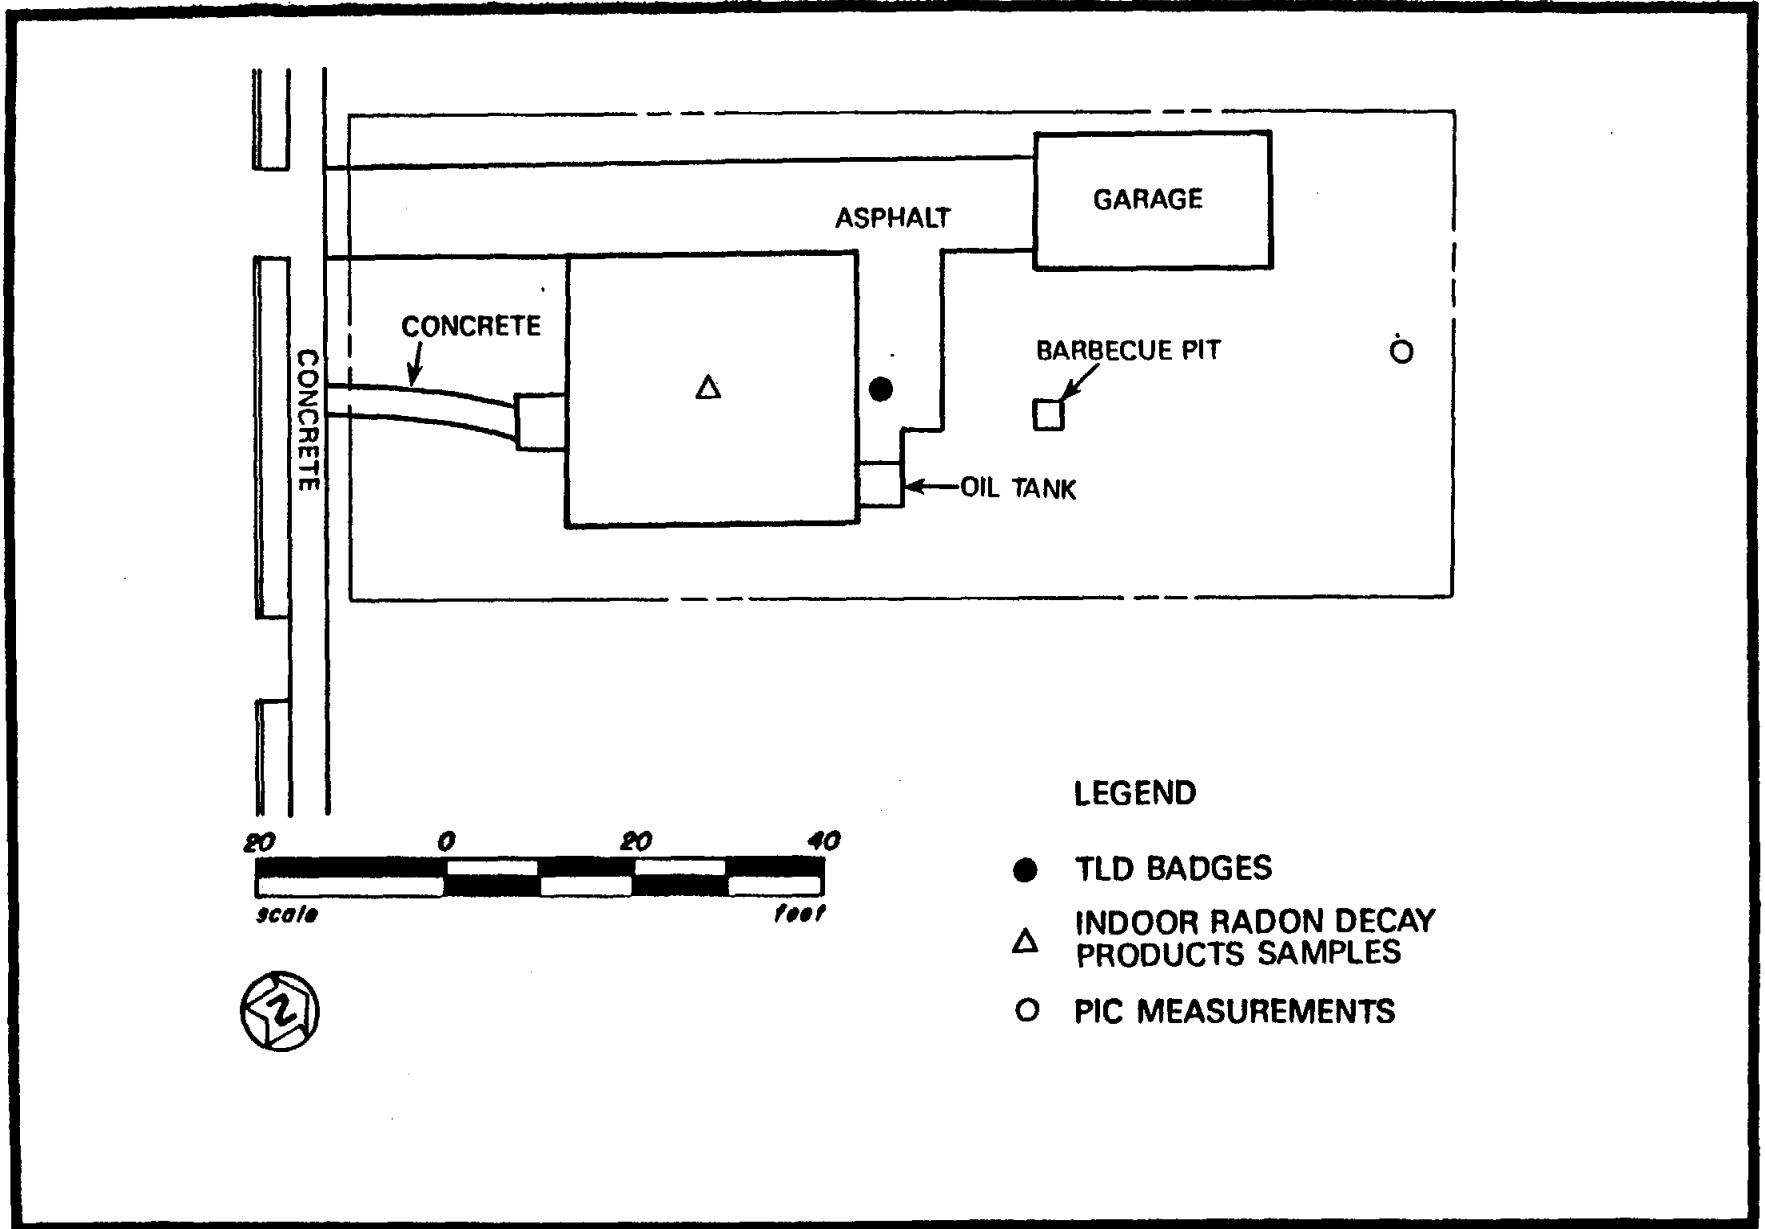 GARAGE
ASPHALT
CONCRETE
CONCRETE
BARBECUE PIT
OIL TANK
LEGEND
20 0 20 40
scale feet
TLD BADGES
INDOOR RADON DECAY
PRODUCTS SAMPLES
PIC MEASUREMENTS
N